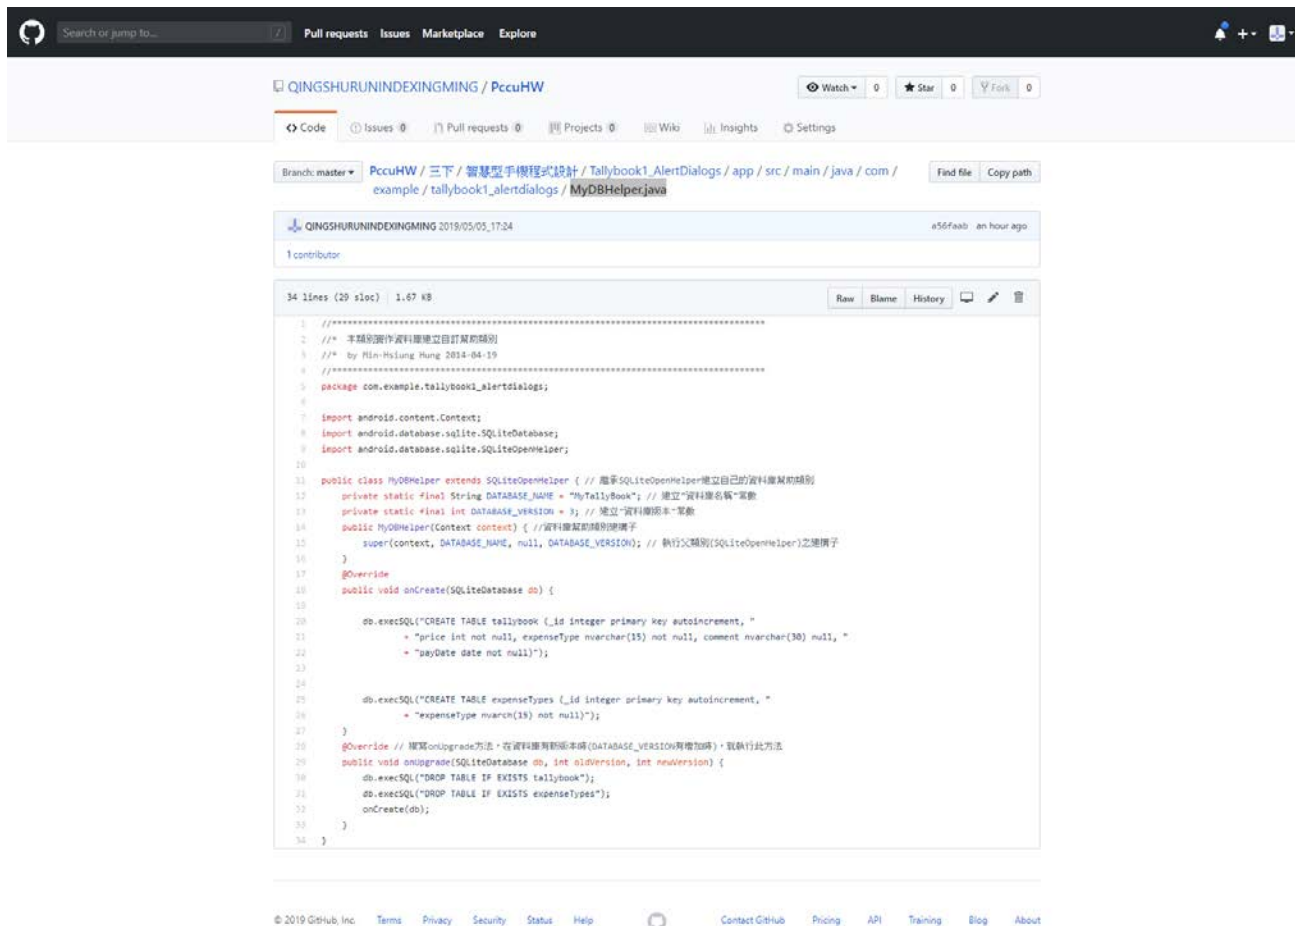 Search or jump to... /
Pull requests Issues Marketplace Explore
QINGSHURUNINDEXINGMING / PccuHW
Watch 0 Star 0 Fork 0
Code Issues 0 Pull requests 0 Projects 0 Wiki Insights Settings
Branch: master PccuHW / 三下 / 智慧型手機程式設計 / Tallybook1_AlertDialogs / app / src / main / java / com /
example / tallybook1_alertdialogs / MyDBHelper.java
Find file Copy path
QINGSHURUNINDEXINGMING 2019/05/05_17:24 a56faab an hour ago
1 contributor
34 lines (29 sloc) 1.67 KB Raw Blame History
1 //************************************************************************************
2 //* 本類別實作資料庫建立自訂幫助類別
3 //* by Min-Hsiung Hung 2014-04-19
4 //************************************************************************************
5 package com.example.tallybook1_alertdialogs;
6
7 import android.content.Context;
8 import android.database.sqlite.SQLiteDatabase;
9 import android.database.sqlite.SQLiteOpenHelper;
10
11 public class MyDBHelper extends SQLiteOpenHelper { // 繼承SQLiteOpenHelper建立自己的資料庫幫助類別
12 private static final String DATABASE_NAME = "MyTallyBook"; // 建立"資料庫名稱"常數
13 private static final int DATABASE_VERSION = 3; // 建立"資料庫版本"常數
14 public MyDBHelper(Context context) { //資料庫幫助類別建構子
15 super(context, DATABASE_NAME, null, DATABASE_VERSION); // 執行父類別(SQLiteOpenHelper)之建構子
16 }
17 @Override
18 public void onCreate(SQLiteDatabase db) {
19
20 db.execSQL("CREATE TABLE tallybook (_id integer primary key autoincrement, "
21 + "price int not null, expenseType nvarchar(15) not null, comment nvarchar(30) null, "
22 + "payDate date not null)");
23
24
25 db.execSQL("CREATE TABLE expenseTypes (_id integer primary key autoincrement, "
26 + "expenseType nvarcn(15) not null)");
27 }
28 @Override // 複寫onUpgrade方法，在資料庫有新版本時(DATABASE_VERSION有增加時)，就執行此方法
29 public void onUpgrade(SQLiteDatabase db, int oldVersion, int newVersion) {
30 db.execSQL("DROP TABLE IF EXISTS tallybook");
31 db.execSQL("DROP TABLE IF EXISTS expenseTypes");
32 onCreate(db);
33 }
34 }
© 2019 GitHub, Inc. Terms Privacy Security Status Help Contact GitHub Pricing API Training Blog About